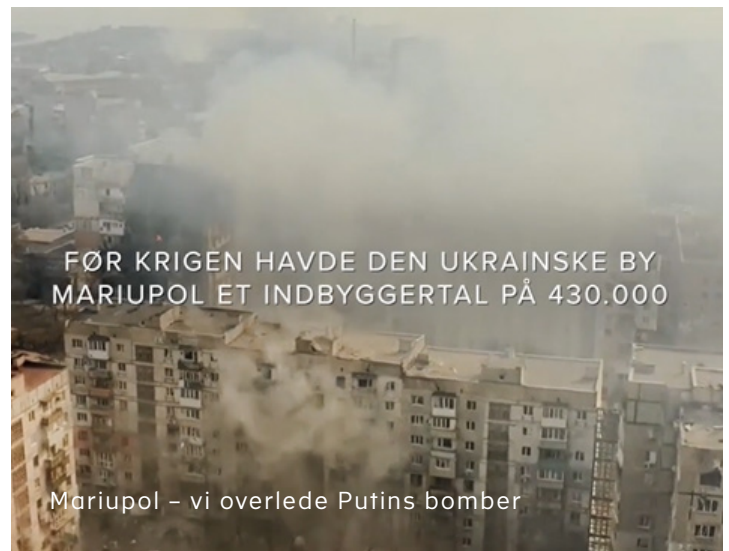 FØR KRIGEN HAVDE DEN UKRAINSKE BY
MARIUPOL ET INDBYGGERTAL PÅ 430.000
Mariupol – vi overlede Putins bomber